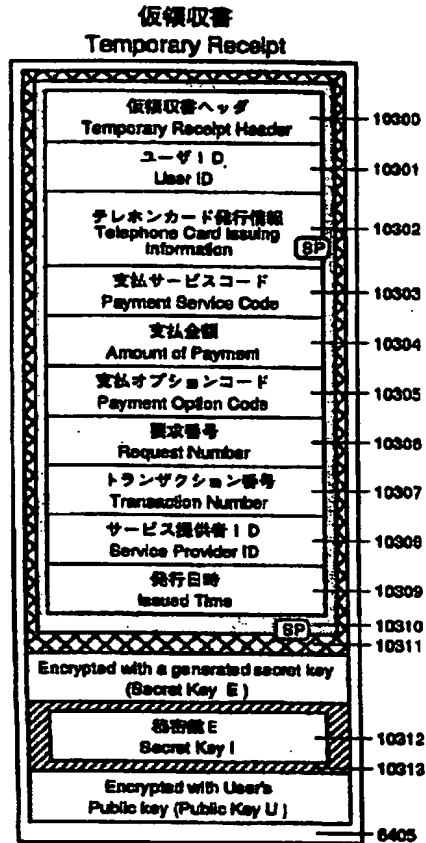 仮領収書
Temporary Receipt
仮領収書ヘッダ
Temporary Receipt Header
10300
ユーザID
User ID
10301
テレホンカード発行情報
Telephone Card Issuing
Information
SP
10302
支払サービスコード
Payment Service Code
10303
支払金額
Amount of Payment
10304
支払オプションコード
Payment Option Code
10305
請求番号
Request Number
10306
トランザクション番号
Transaction Number
10307
サービス提供者ID
Service Provider ID
10308
発行日時
Issued Time
10309
SP
10310
10311
Encrypted with a generated secret key
(Secret Key E)
秘密鍵E
Secret Key I
10312
10313
Encrypted with User's
Public key (Public Key U)
6405